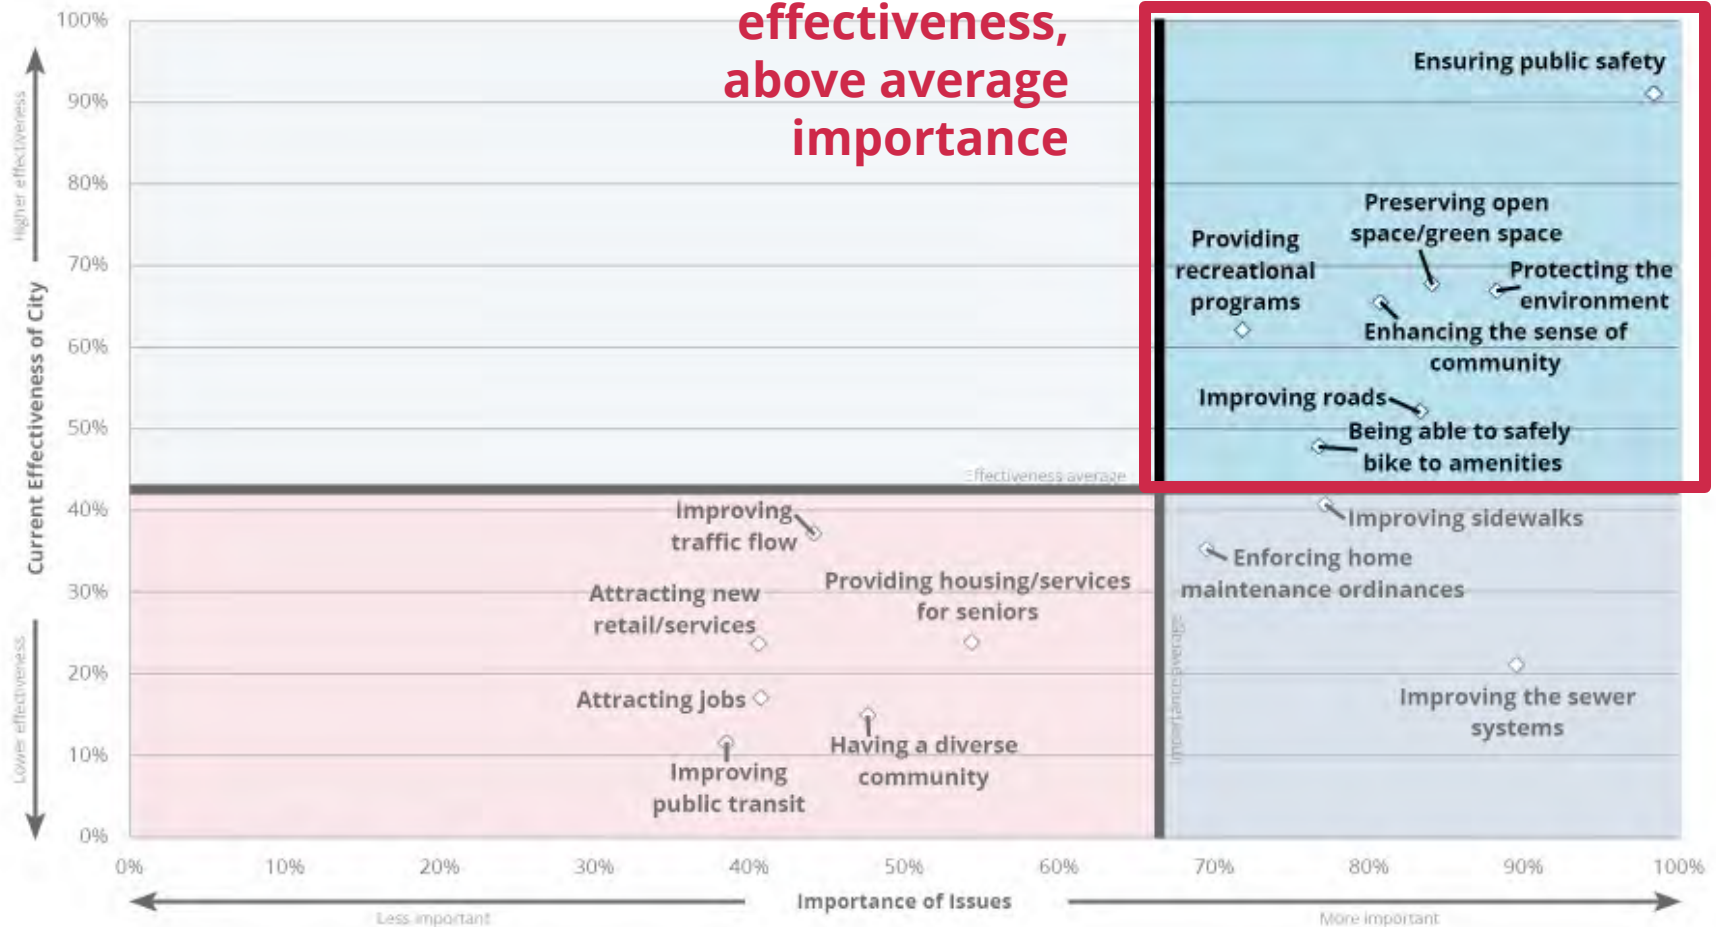 effectiveness,
above average
importance
100%
90%
80%
70%
60%
50%
40%
30%
20%
10%
0%
Higher effectiveness
Current Effectiveness of City
Lower effectiveness
Ensuring public safety
Preserving open
space/green space
Providing
recreational
programs
Protecting the
environment
Enhancing the sense of
community
Improving roads
Being able to safely
bike to amenities
Effectiveness average
Improving
traffic flow
Improving sidewalks
Enforcing home
maintenance ordinances
Attracting new
retail/services
Providing housing/services
for seniors
Importance average
Attracting jobs
Improving the sewer
systems
Having a diverse
community
Improving
public transit
0%
10%
20%
30%
40%
50%
60%
70%
80%
90%
100%
Importance of Issues
Less important
More important